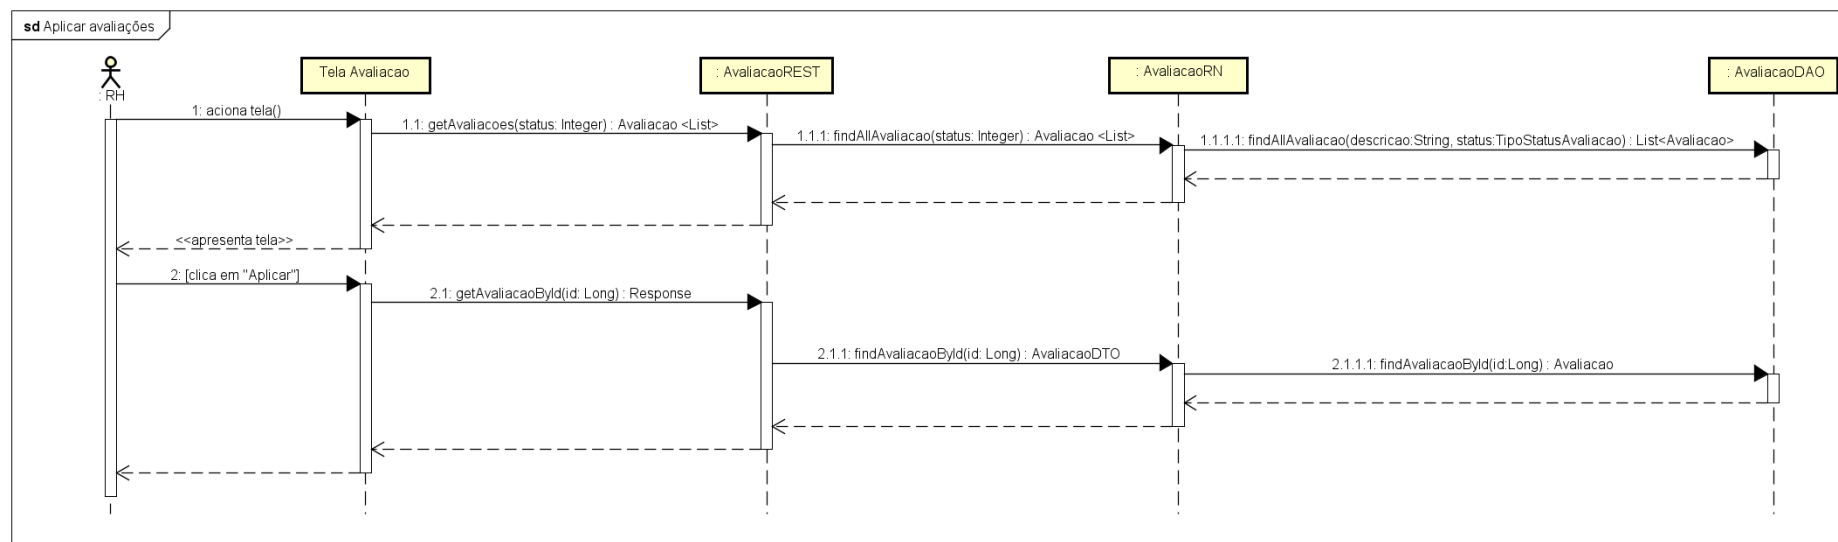 sd Aplicar avaliações
: RH
Tela Avaliacao
: AvaliacaoREST
: AvaliacaoRN
: AvaliacaoDAO
1: aciona tela()
1.1: getAvaliacoes(status: Integer) : Avaliacao <List>
1.1.1: findAllAvaliacao(status: Integer) : Avaliacao <List>
1.1.1.1: findAllAvaliacao(descricao:String, status:TipoStatusAvaliacao) : List<Avaliacao>
<<apresenta tela>>
2: [clica em "Aplicar"]
2.1: getAvaliacaoById(id: Long) : Response
2.1.1: findAvaliacaoById(id: Long) : AvaliacaoDTO
2.1.1.1: findAvaliacaoById(id:Long) : Avaliacao